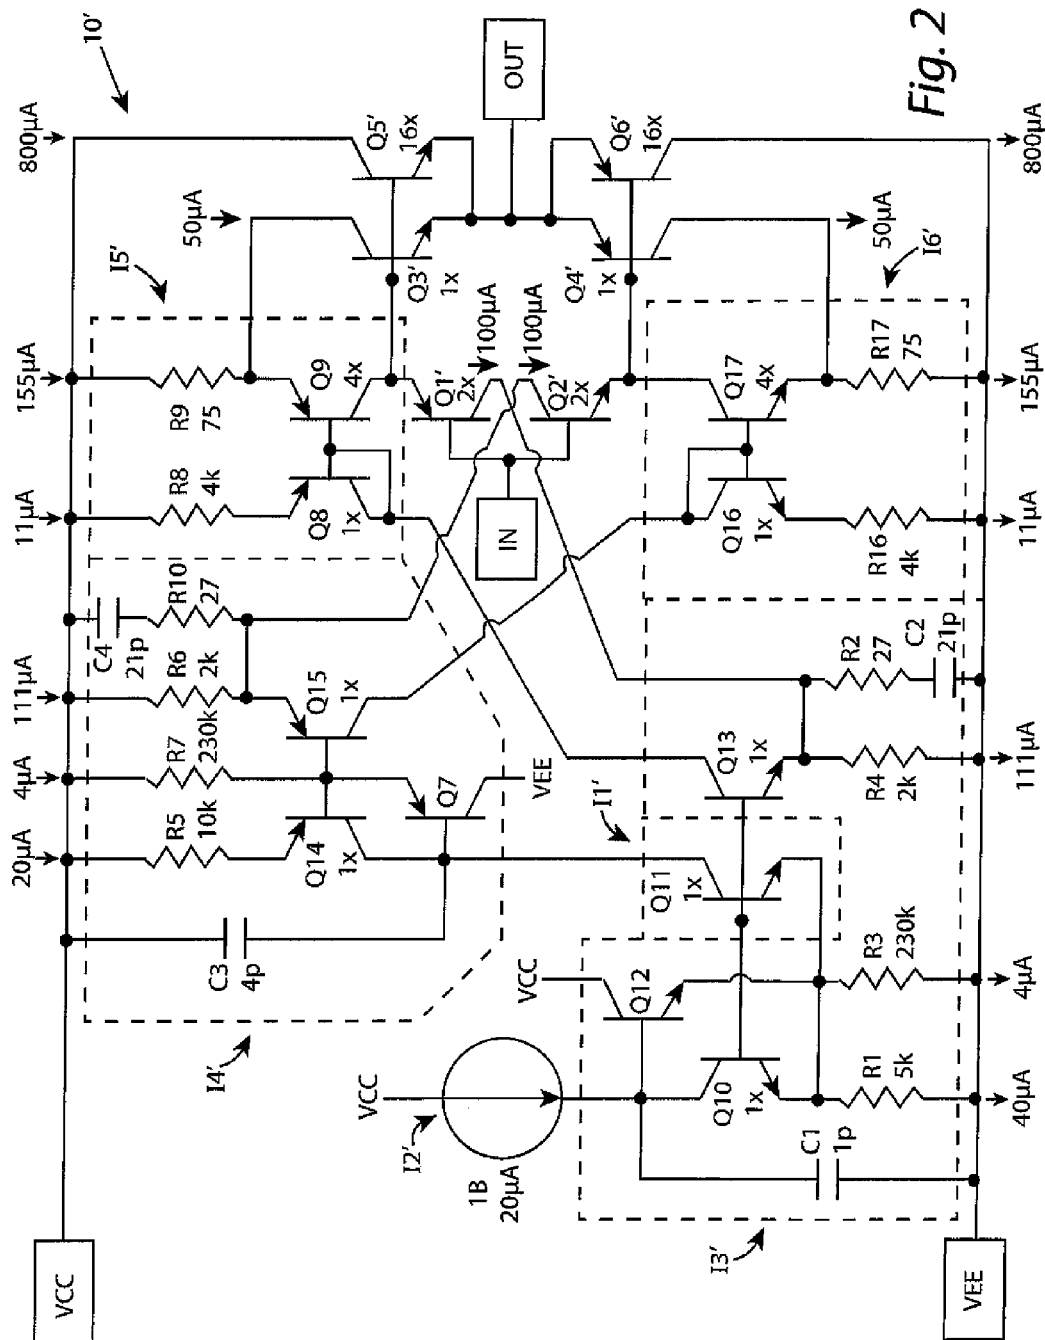 10'
Fig. 2
VCC
20μA
4μA
111μA
11μA
155μA
800μA
50μA
C3
4p
R5
10k
R7
230k
R6
2k
R10
27
C4
21p
R8
4k
R9
75
I5'
I4'
Q14
1x
Q7
VEE
Q15
1x
Q8
1x
Q9
4x
Q3'
1x
Q5'
16x
100μA
100μA
Q1'
2x
Q2'
2x
IN
OUT
Q4'
1x
Q6'
16x
50μA
I6'
VCC
I2'
1B
20μA
VCC
Q12
I1'
Q11
1x
Q10
1x
Q13
1x
Q16
1x
Q17
4x
C1
1p
R1
5k
R3
230k
R4
2k
R2
27
C2
21p
R16
4k
R17
75
I3'
VEE
40μA
4μA
111μA
11μA
155μA
800μA